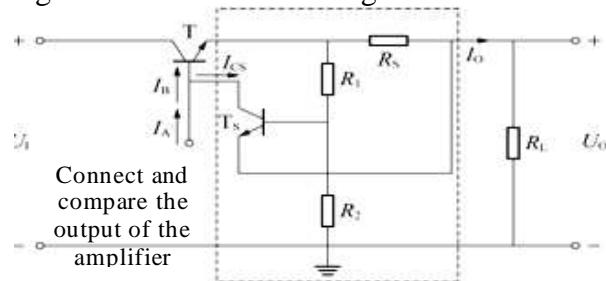 T
I_B
I_CS
I_A
T_S
R_1
R_S
I_O
R_L
U_O
R_2
Connect and
compare the
output of the
amplifier